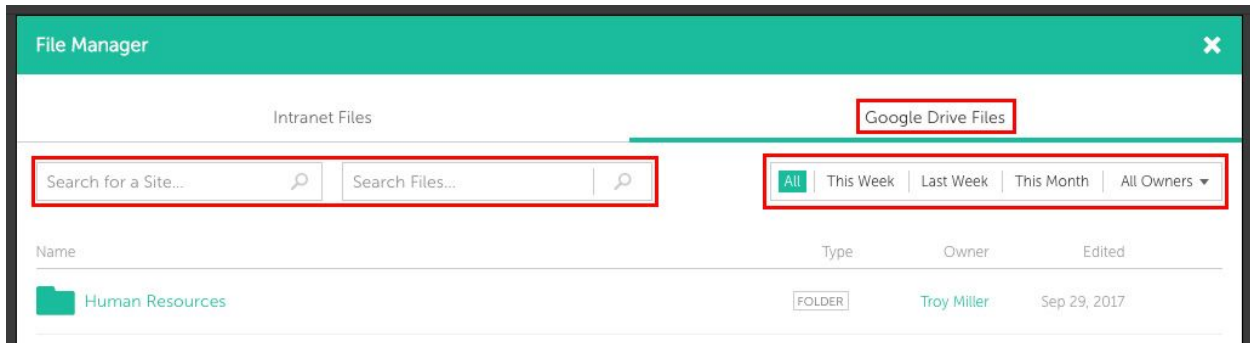 File Manager
Intranet Files Google Drive Files
Search for a Site... Search Files... All This Week Last Week This Month All Owners
Name Type Owner Edited
Human Resources FOLDER Troy Miller Sep 29, 2017